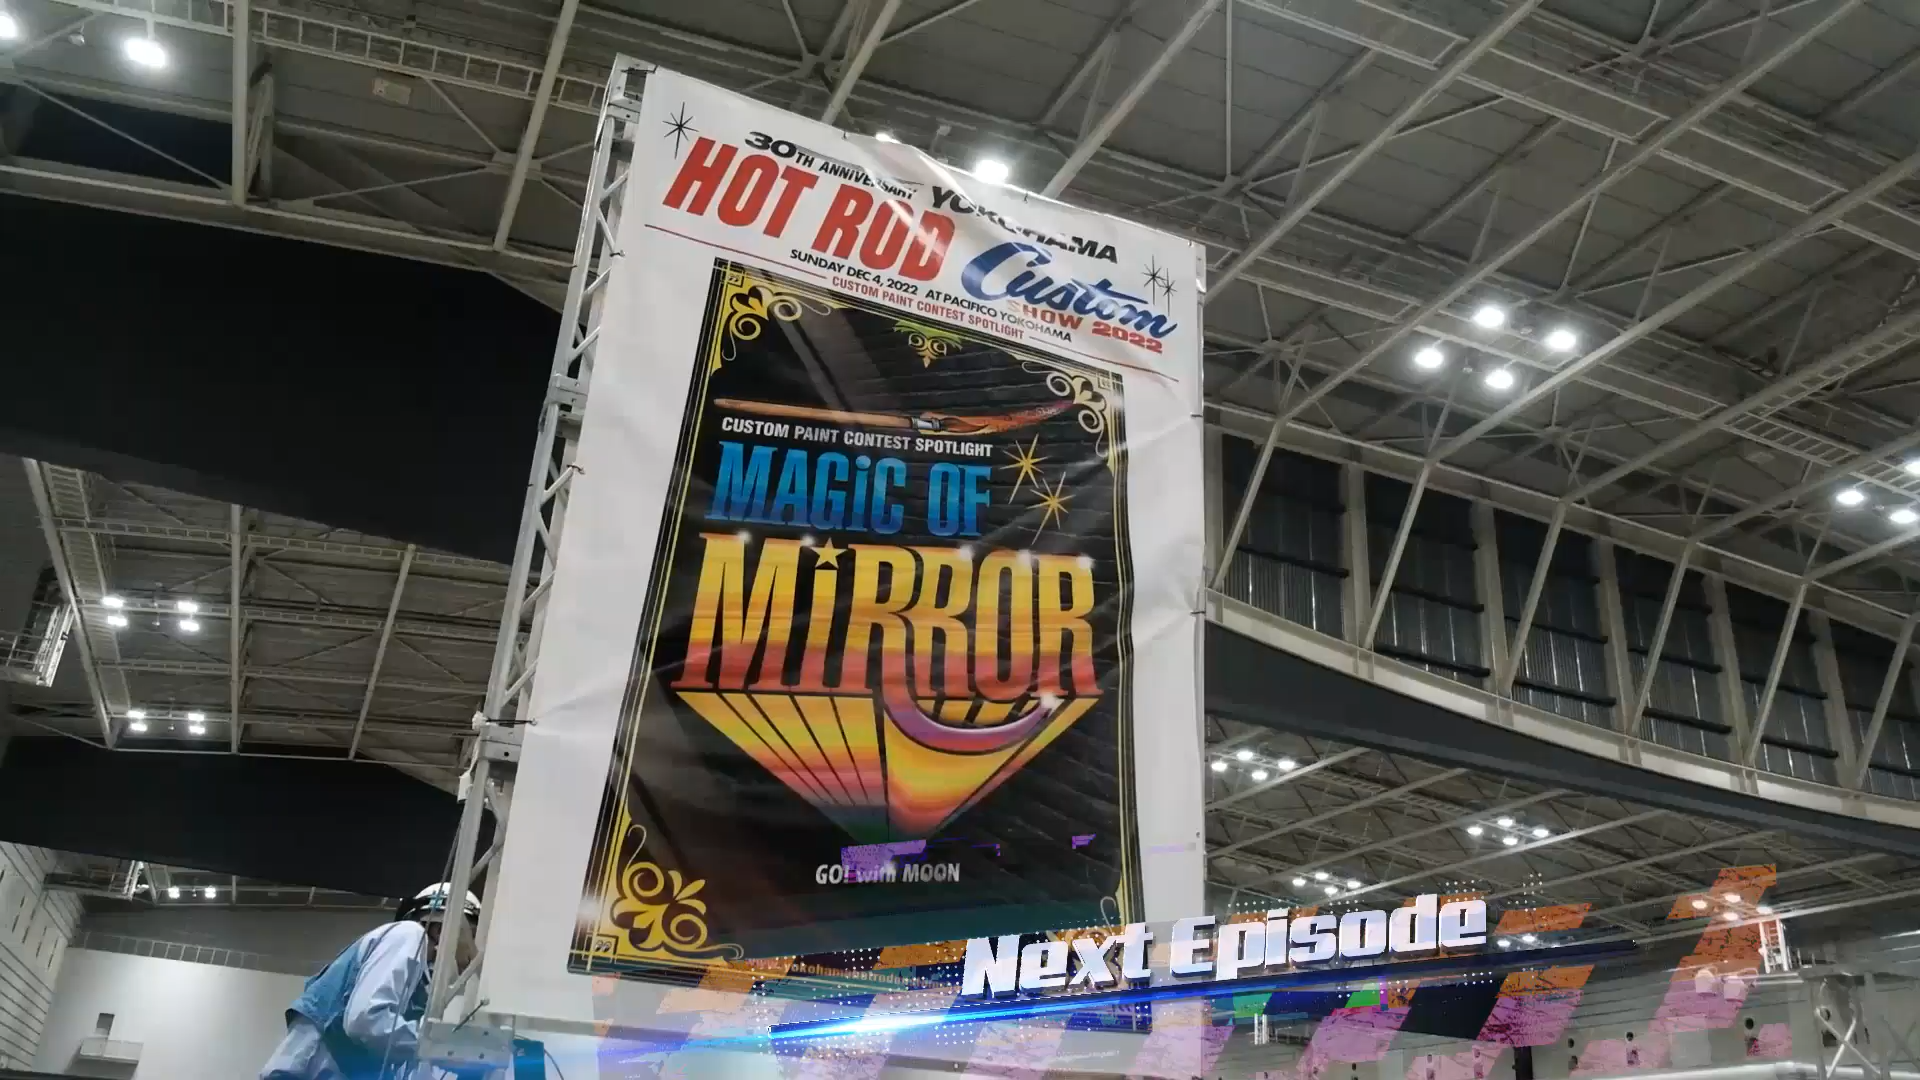 30TH ANNIVERSARY YOKOHAMA
HOT ROD Custom
SHOW 2022
SUNDAY DEC 4, 2022 AT PACIFICO YOKOHAMA
CUSTOM PAINT CONTEST SPOTLIGHT
CUSTOM PAINT CONTEST SPOTLIGHT
MAGiC OF
MiRROR
GO! with MOON
Next Episode